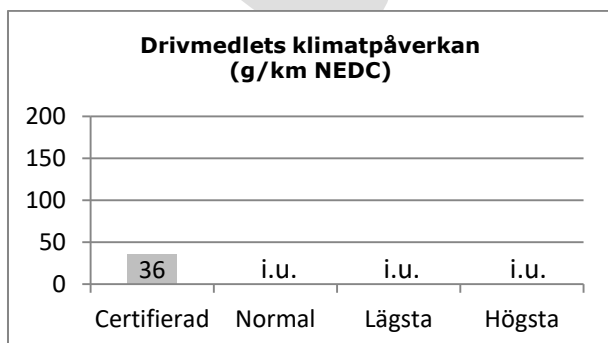 Drivmedlets klimatpåverkan
(g/km NEDC)
200
150
100
50
0
36 i.u. i.u. i.u.
Certifierad Normal Lägsta Högsta